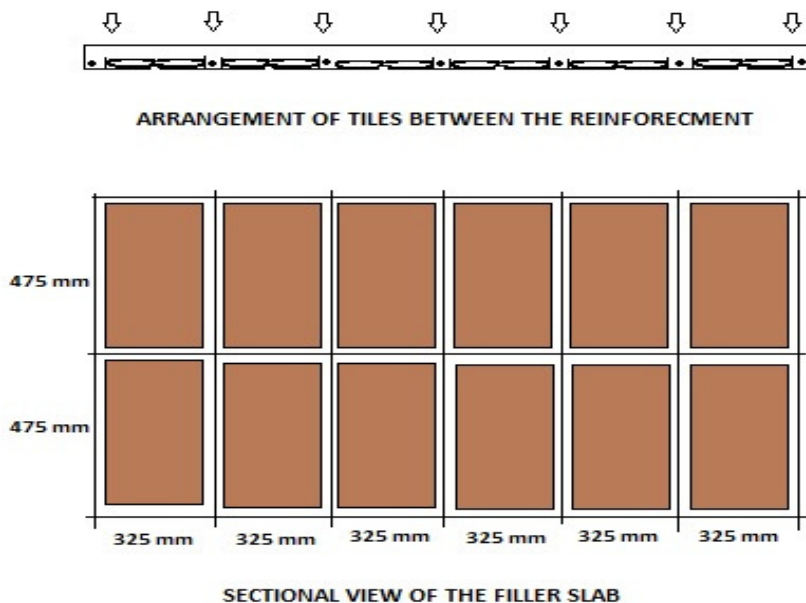 ARRANGEMENT OF TILES BETWEEN THE REINFORECMENT
475 mm
475 mm
325 mm 325 mm 325 mm 325 mm 325 mm 325 mm
SECTIONAL VIEW OF THE FILLER SLAB